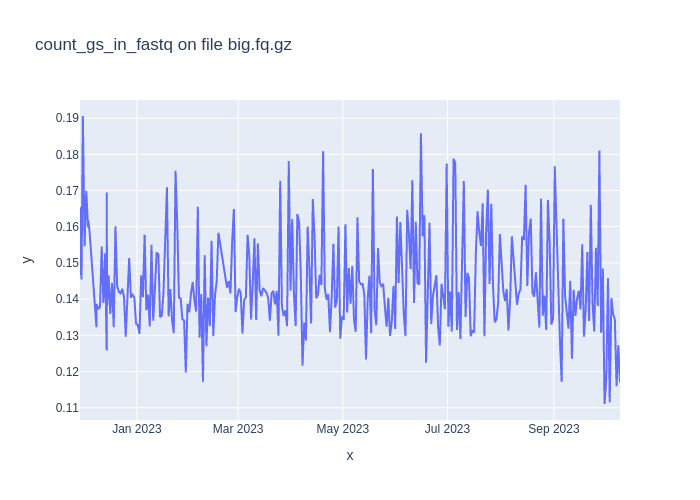 count_gs_in_fastq on file big.fq.gz
0.19
0.18
0.17
0.16
0.15
0.14
0.13
0.12
0.11
y
Jan 2023 Mar 2023 May 2023 Jul 2023 Sep 2023
x